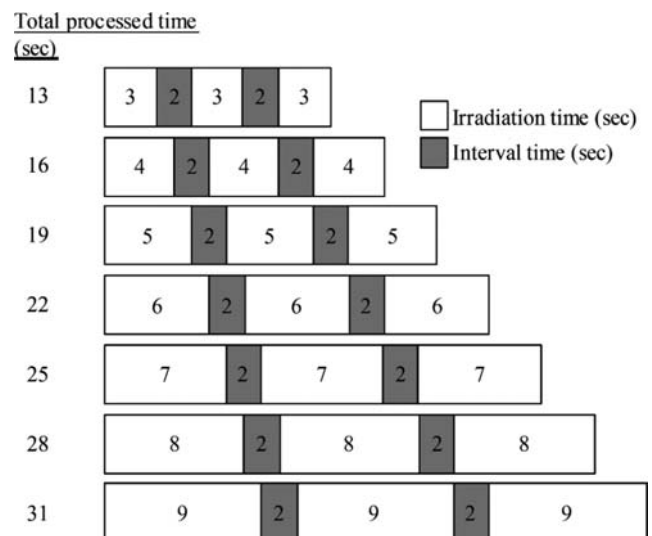 Total processed time
(sec)
13 3 2 3 2 3
Irradiation time (sec)
Interval time (sec)
16 4 2 4 2 4
19 5 2 5 2 5
22 6 2 6 2 6
25 7 2 7 2 7
28 8 2 8 2 8
31 9 2 9 2 9